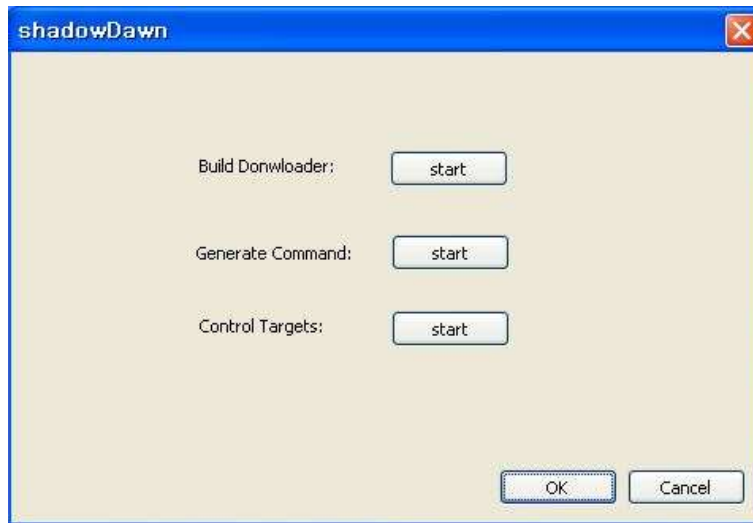 shadowDawn
Build Donwloader: start
Generate Command: start
Control Targets: start
OK Cancel